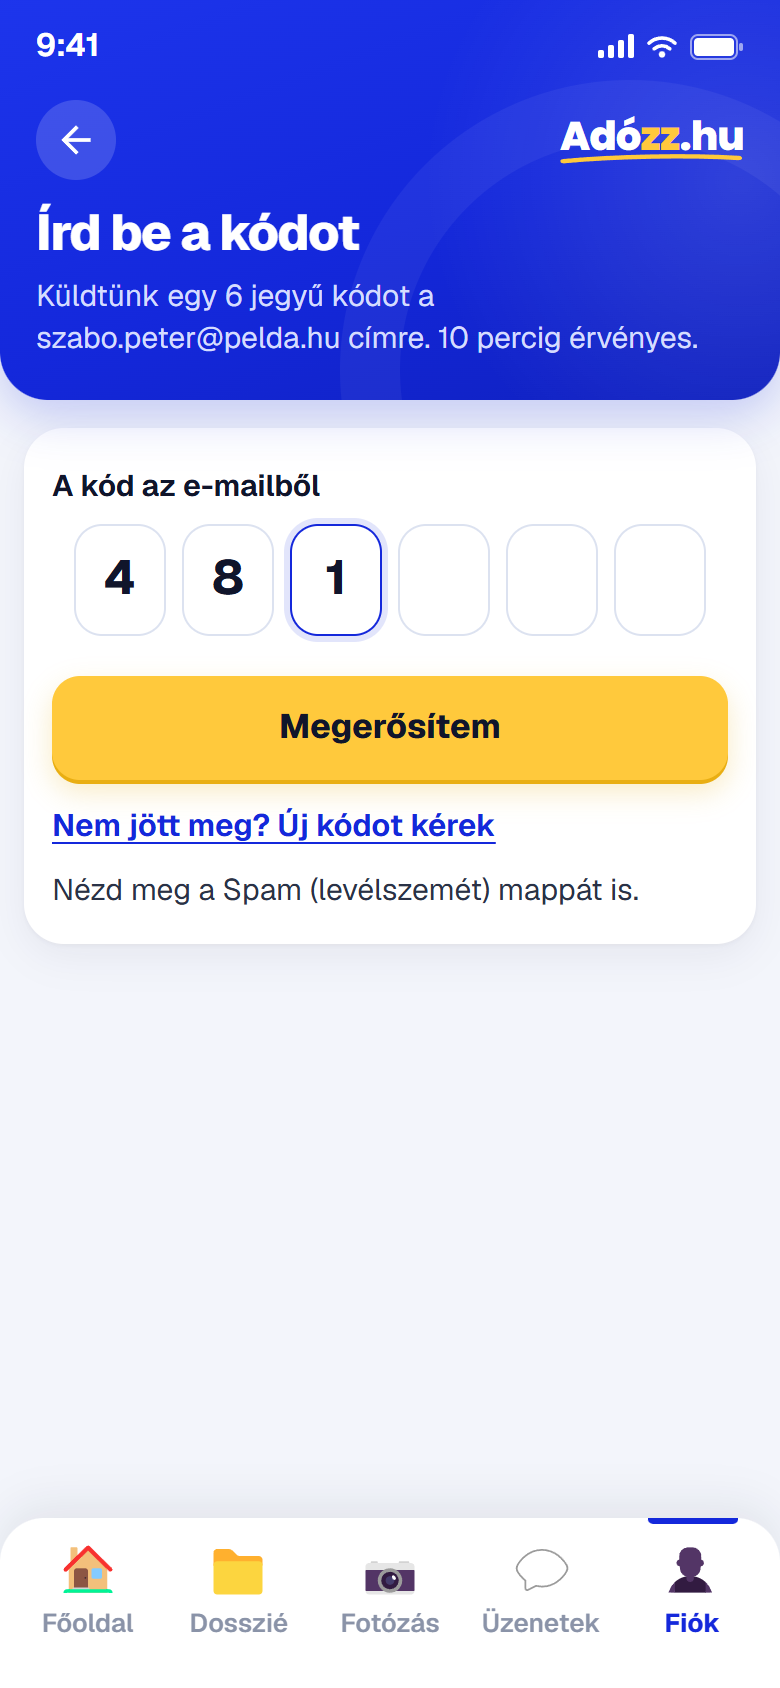 9:41
Adózz.hu
Írd be a kódot
Küldtünk egy 6 jegyű kódot a
szabo.peter@pelda.hu címre. 10 percig érvényes.
A kód az e-mailből
4 8 1
Megerősítem
Nem jött meg? Új kódot kérek
Nézd meg a Spam (levélszemét) mappát is.
Főoldal Dosszié Fotózás Üzenetek Fiók